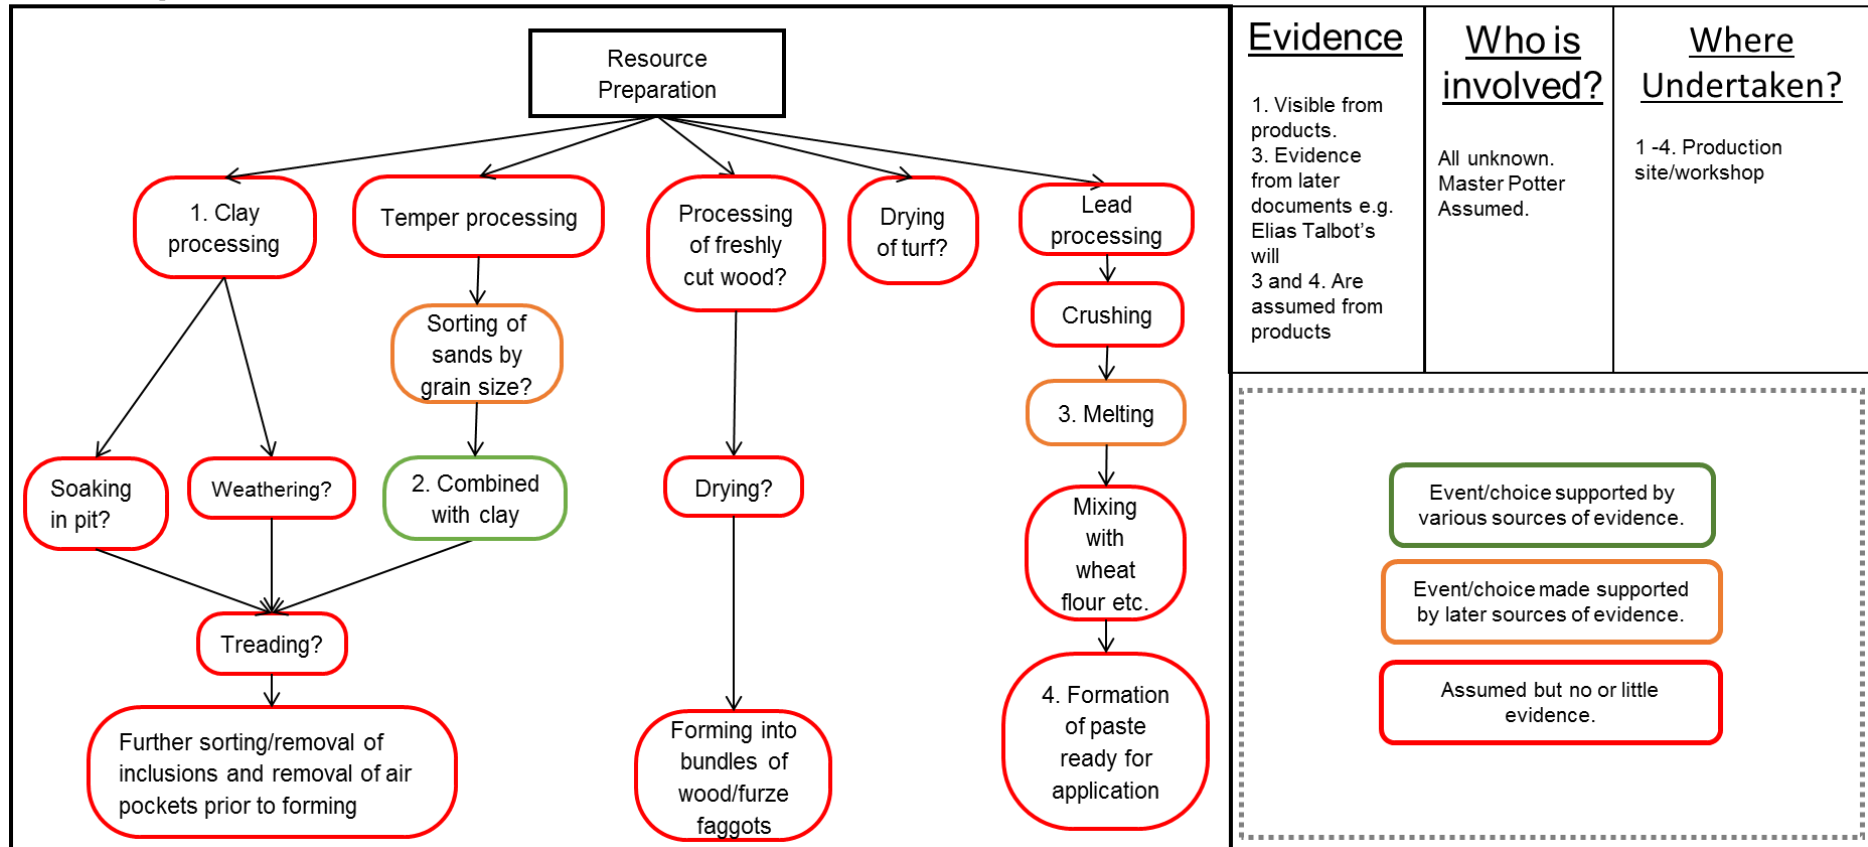 Resource
Preparation
1. Clay
processing
Temper processing
Processing
of freshly
cut wood?
Drying
of turf?
Lead
processing
Sorting of
sands by
grain size?
Crushing
3. Melting
Soaking
in pit?
Weathering?
2. Combined
with clay
Drying?
Mixing
with
wheat
flour etc.
Treading?
Further sorting/removal of
inclusions and removal of air
pockets prior to forming
Forming into
bundles of
wood/furze
faggots
4. Formation
of paste
ready for
application
Evidence
1. Visible from
products.
3. Evidence
from later
documents e.g.
Elias Talbot's
will
3 and 4. Are
assumed from
products
Who is
involved?
All unknown.
Master Potter
Assumed.
Where
Undertaken?
1 -4. Production
site/workshop
Event/choice supported by
various sources of evidence.
Event/choice made supported
by later sources of evidence.
Assumed but no or little
evidence.